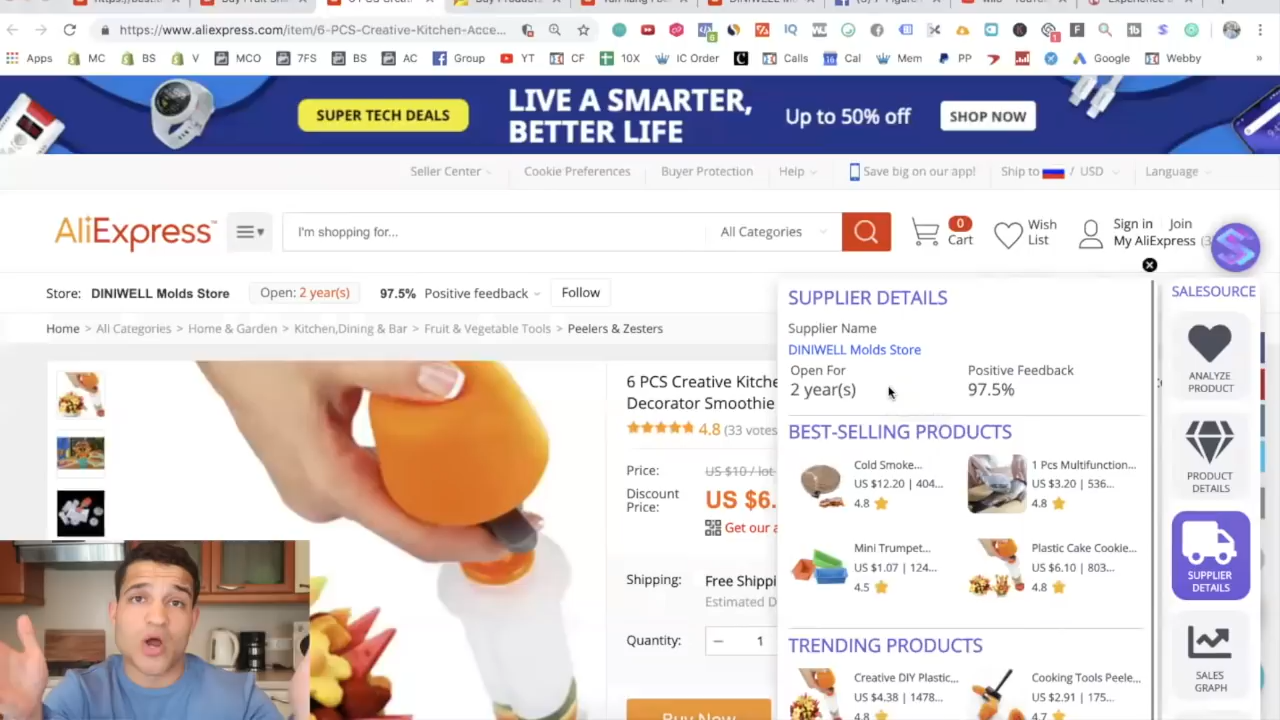 https://www.aliexpress.com/item/6-PCS-Creative-Kitchen-Acce...
Apps MC BS V MCO 7FS BS AC Group YT CF 10X IC Order Calls Cal Mem PP Google Webby »
SUPER TECH DEALS
LIVE A SMARTER,
BETTER LIFE
Up to 50% off
SHOP NOW
Seller Center Cookie Preferences Buyer Protection Help Save big on our app! Ship to / USD Language
AliExpress™
I'm shopping for...
All Categories
0
Cart
Wish
List
Sign in Join
My AliExpress
Store: DINIWELL Molds Store Open: 2 year(s) 97.5% Positive feedback Follow
Home > All Categories > Home & Garden > Kitchen,Dining & Bar > Fruit & Vegetable Tools > Peelers & Zesters
6 PCS Creative Kitche
Decorator Smoothie
4.8 (33 votes
Price: US $10 / lot
Discount
Price:
US $6.
Get our a
Shipping: Free Shippi
Estimated D
Quantity: − 1
Buy Now
SUPPLIER DETAILS
Supplier Name
DINIWELL Molds Store
Open For
2 year(s)
Positive Feedback
97.5%
BEST-SELLING PRODUCTS
Cold Smoke...
US $12.20 | 404...
4.8
1 Pcs Multifunction...
US $3.20 | 536...
4.8
Mini Trumpet...
US $1.07 | 124...
4.5
Plastic Cake Cookie...
US $6.10 | 803...
4.8
TRENDING PRODUCTS
Creative DIY Plastic...
US $4.38 | 1478...
4.8
Cooking Tools Peele...
US $2.91 | 175...
4.7
SALESOURCE
ANALYZE
PRODUCT
PRODUCT
DETAILS
SUPPLIER
DETAILS
SALES
GRAPH